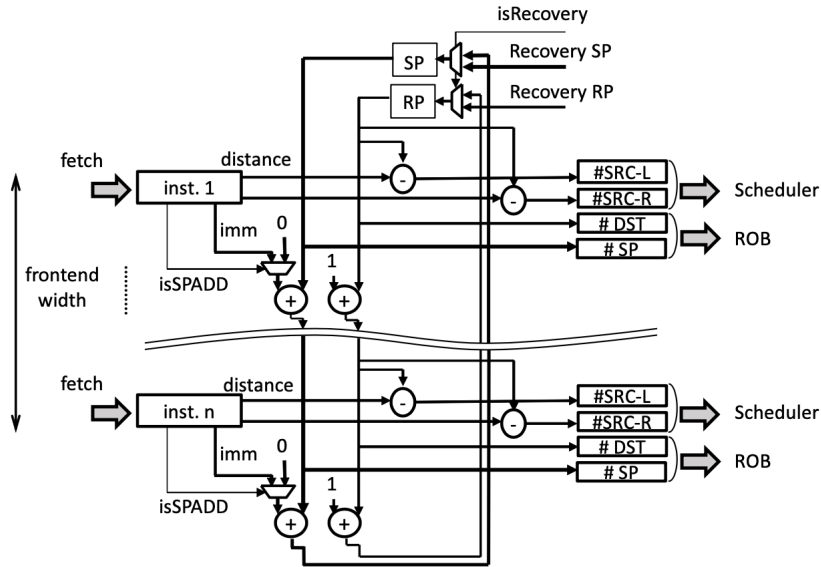 isRecovery
SP
Recovery SP
RP
Recovery RP
fetch
distance
inst. 1
#SRC-L
#SRC-R
Scheduler
imm
0
# DST
# SP
ROB
frontend
width
isSPADD
1
+
+
-
-
fetch
distance
inst. n
#SRC-L
#SRC-R
Scheduler
imm
0
# DST
# SP
ROB
isSPADD
1
+
+
-
-